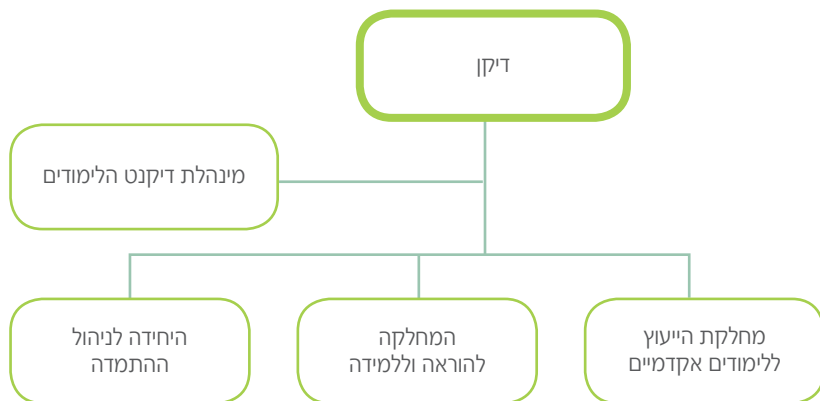 דיקן
מינהלת דיקנט הלימודים
מחלקת הייעוץ
ללימודים אקדמיים
המחלקה
להוראה וללמידה
היחידה לניהול
ההתמדה